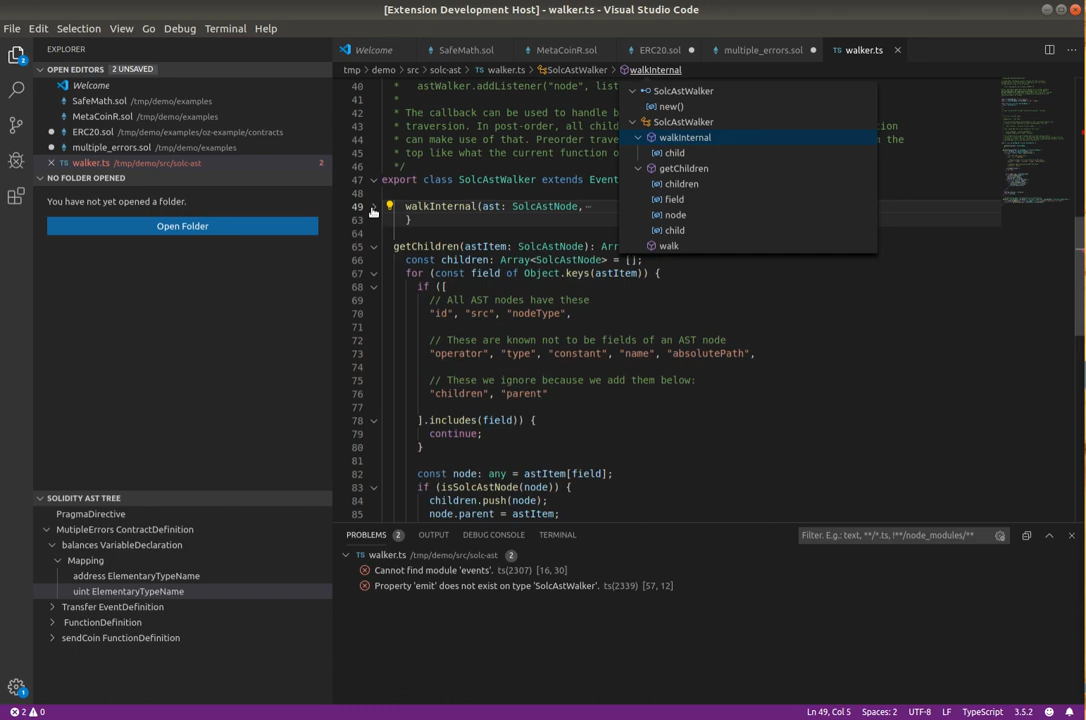 [Extension Development Host] - walker.ts - Visual Studio Code
File Edit Selection View Go Debug Terminal Help
EXPLORER
OPEN EDITORS 2 UNSAVED
Welcome
SafeMath.sol /tmp/demo/examples
MetaCoinR.sol /tmp/demo/examples
ERC20.sol /tmp/demo/examples/oz-example/contracts
multiple_errors.sol /tmp/demo/examples
walker.ts /tmp/demo/src/solc-ast 2
NO FOLDER OPENED
You have not yet opened a folder.
Open Folder
SOLIDITY AST TREE
PragmaDirective
MutipleErrors ContractDefinition
balances VariableDeclaration
Mapping
address ElementaryTypeName
uint ElementaryTypeName
Transfer EventDefinition
FunctionDefinition
sendCoin FunctionDefinition
Welcome SafeMath.sol MetaCoinR.sol ERC20.sol multiple_errors.sol walker.ts
tmp > demo > src > solc-ast > walker.ts > SolcAstWalker > walkInternal
40 * astWalker.addListener("node", list
41 *
42 * The callback can be used to handle b
43 * traversion. In post-order, all child tion
44 * can make use of that. Preorder trave m the
45 * top like what the current function o
46 */
47 export class SolcAstWalker extends Event
48
49 walkInternal(ast: SolcAstNode,⋯
63 }
64
65 getChildren(astItem: SolcAstNode): Arr
66 const children: Array<SolcAstNode> = [];
67 for (const field of Object.keys(astItem)) {
68 if ([
69 // All AST nodes have these
70 "id", "src", "nodeType",
71
72 // These are known not to be fields of an AST node
73 "operator", "type", "constant", "name", "absolutePath",
74
75 // These we ignore because we add them below:
76 "children", "parent"
77
78 ].includes(field)) {
79 continue;
80 }
81
82 const node: any = astItem[field];
83 if (isSolcAstNode(node)) {
84 children.push(node);
85 node.parent = astItem;
SolcAstWalker
new()
SolcAstWalker
walkInternal
child
getChildren
children
field
node
child
walk
PROBLEMS 2 OUTPUT DEBUG CONSOLE TERMINAL Filter. E.g.: text, **/*.ts, !**/node_modules/**
walker.ts /tmp/demo/src/solc-ast 2
Cannot find module 'events'. ts(2307) [16, 30]
Property 'emit' does not exist on type 'SolcAstWalker'. ts(2339) [57, 12]
2
1
2 0 Ln 49, Col 5 Spaces: 2 UTF-8 LF TypeScript 3.5.2